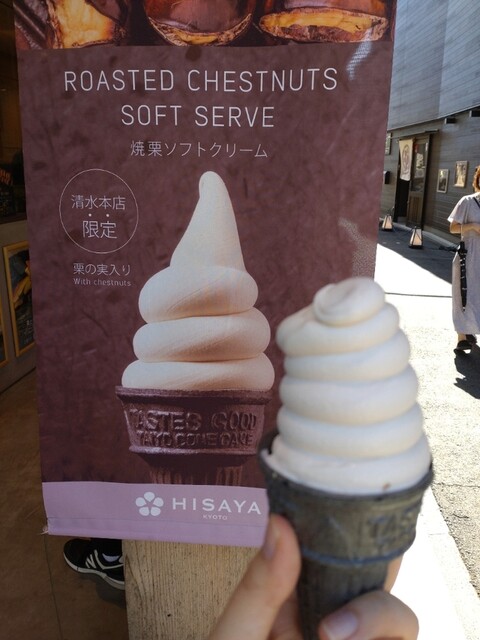 ROASTED CHESTNUTS
SOFT SERVE
焼栗ソフトクリーム
清水本店
限定
栗の実入り
With chestnuts
TASTES GOOD
HISAYA
KYOTO
TAS